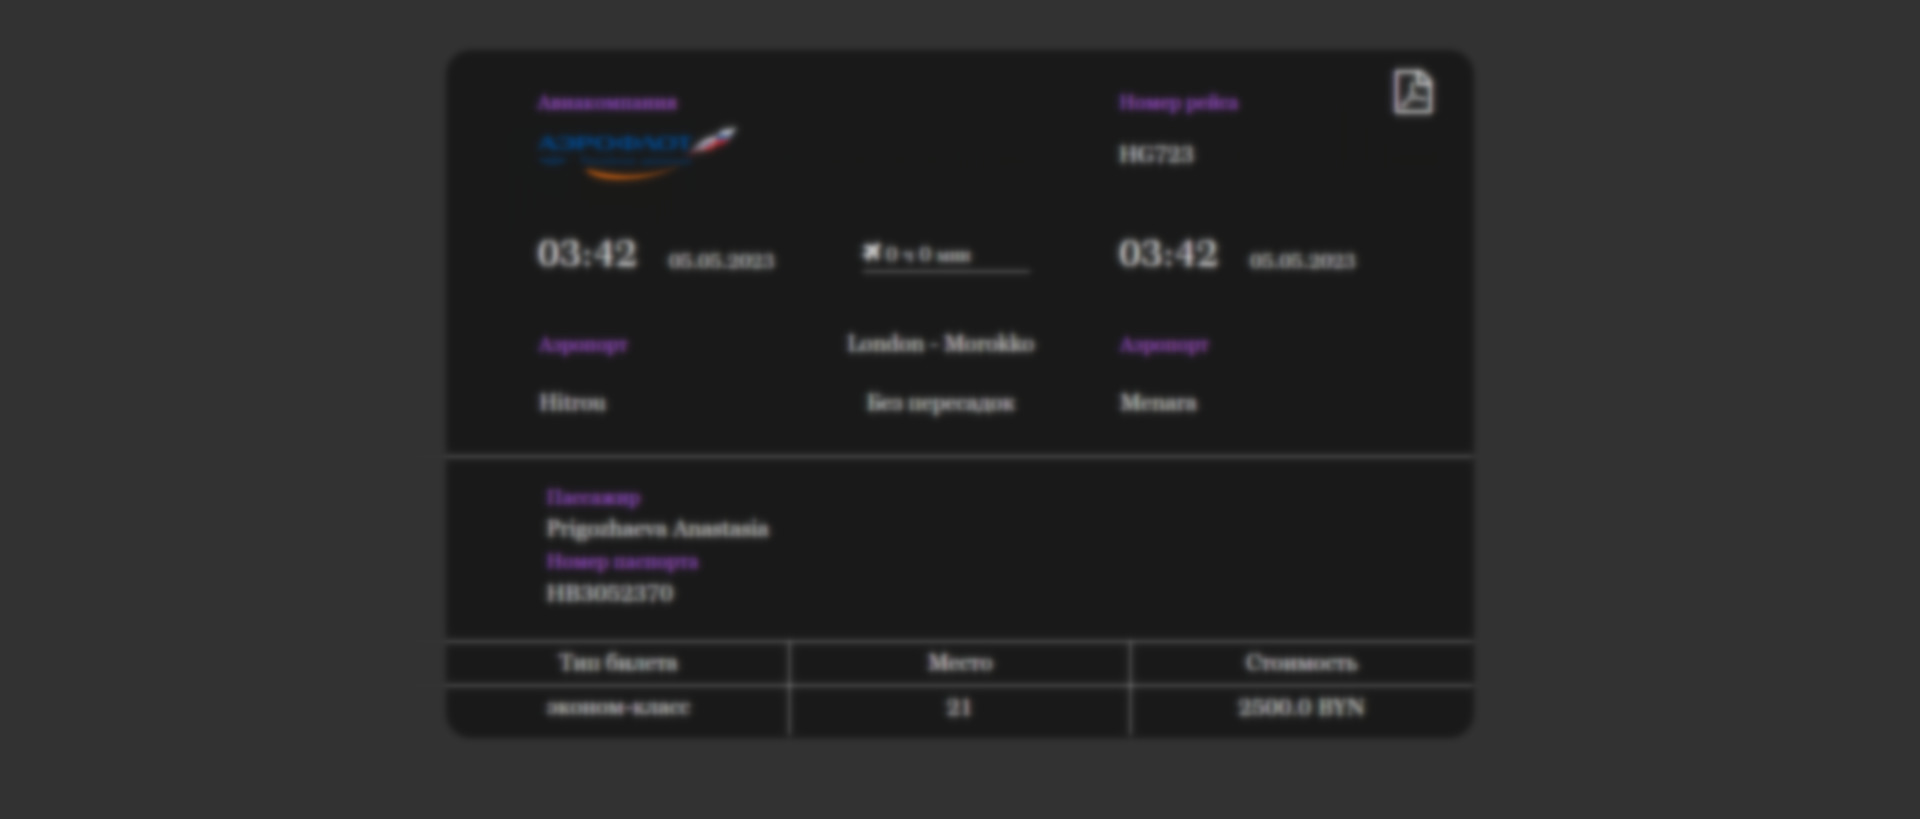 Авиакомпания Номер рейса
АЭРОФЛОТ
HG723
03:42 05.05.2023 0 ч 0 мин 03:42 05.05.2023
Аэропорт London - Morokko Аэропорт
Hitrou Без пересадок Menara
Пассажир
Prigozhaeva Anastasia
Номер паспорта
HB3052370
Тип билета Место Стоимость
эконом-класс 21 2500.0 BYN